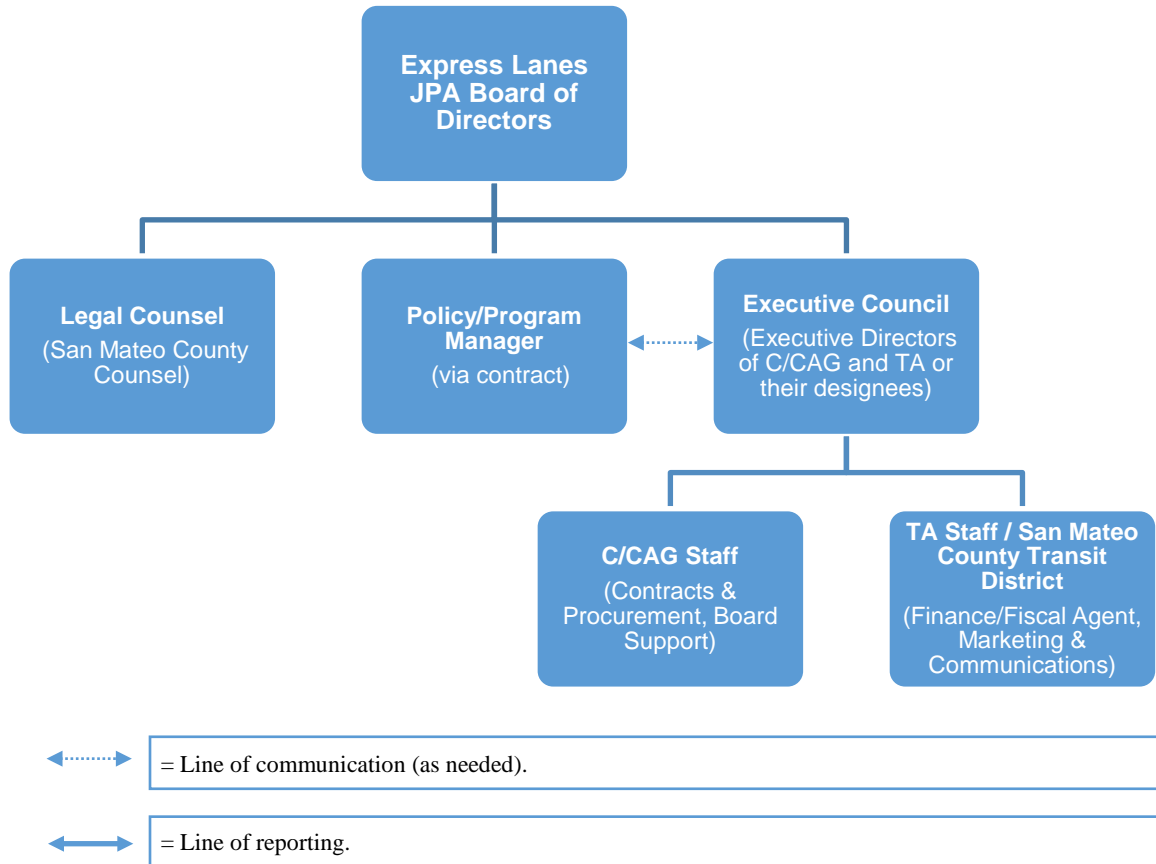 Express Lanes
JPA Board of
Directors
Legal Counsel
(San Mateo County
Counsel)
Policy/Program
Manager
(via contract)
Executive Council
(Executive Directors
of C/CAG and TA or
their designees)
C/CAG Staff
(Contracts &
Procurement, Board
Support)
TA Staff / San Mateo
County Transit
District
(Finance/Fiscal Agent,
Marketing &
Communications)
= Line of communication (as needed).
= Line of reporting.